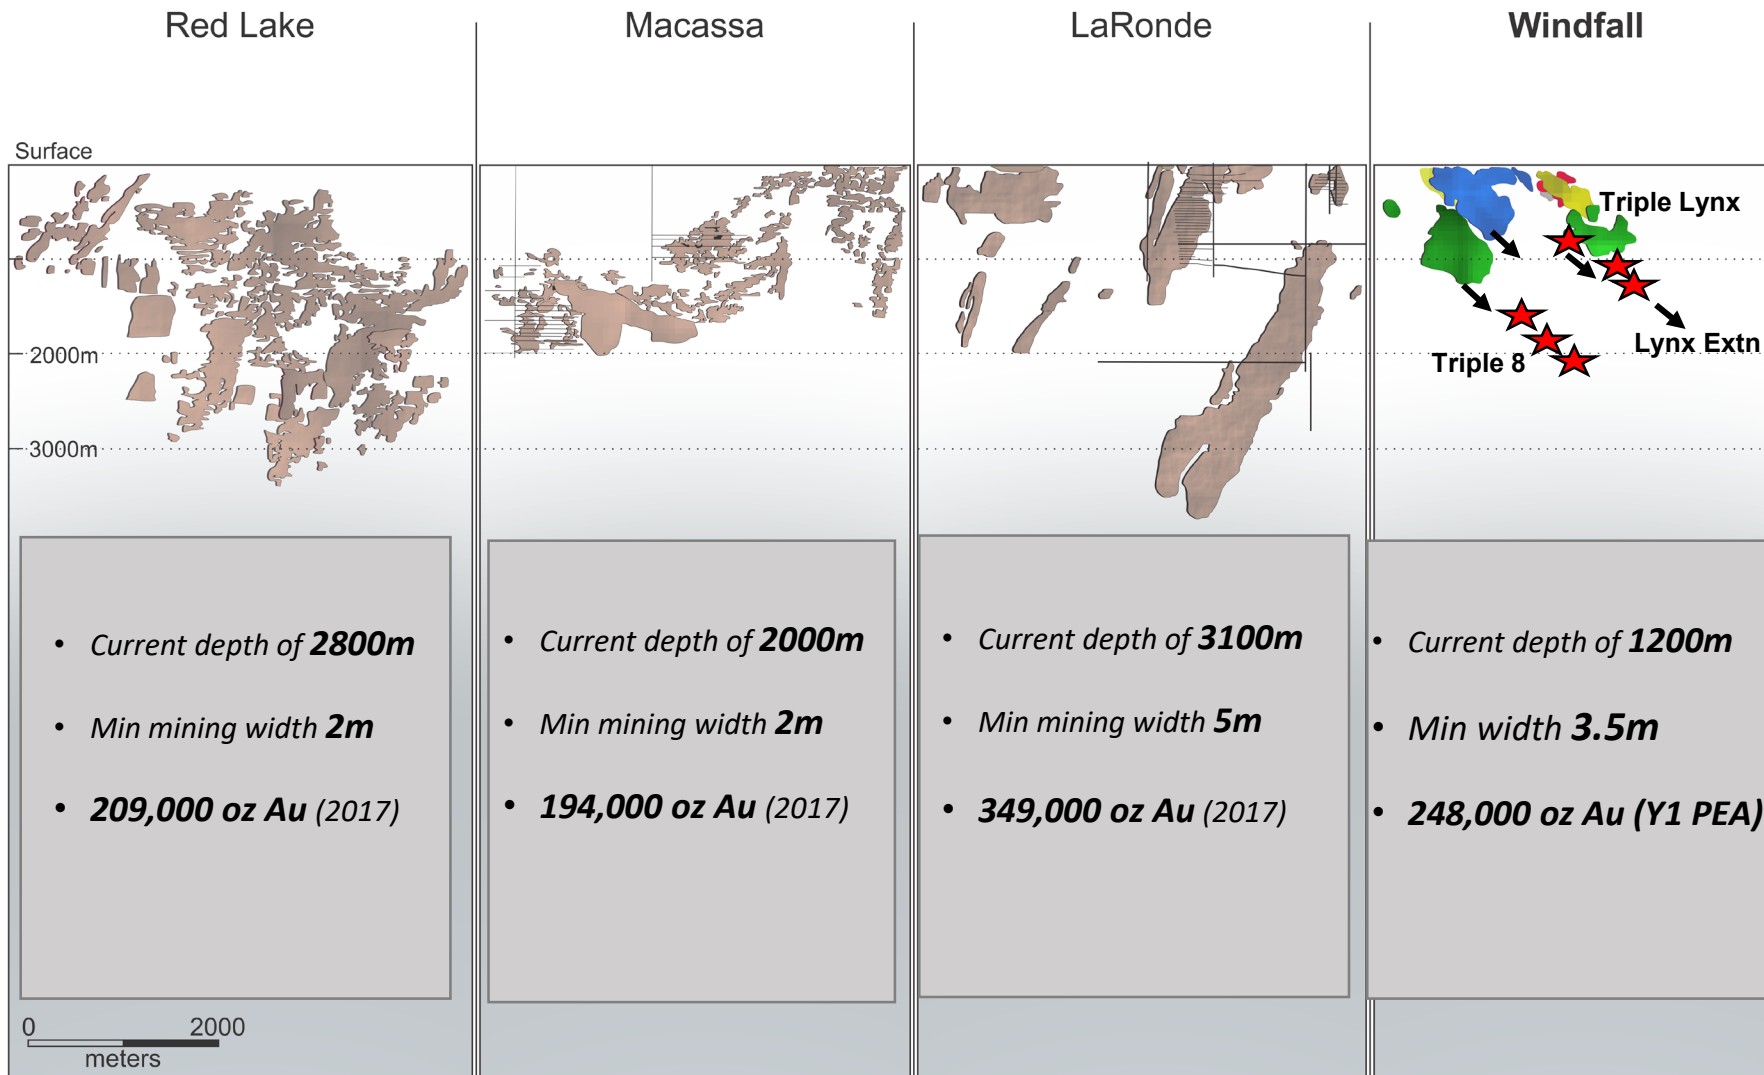 Red Lake
Macassa
LaRonde
Windfall
Surface
2000m
3000m
Triple Lynx
Lynx Extn
Triple 8
• Current depth of 2800m
• Min mining width 2m
• 209,000 oz Au (2017)
• Current depth of 2000m
• Min mining width 2m
• 194,000 oz Au (2017)
• Current depth of 3100m
• Min mining width 5m
• 349,000 oz Au (2017)
• Current depth of 1200m
• Min width 3.5m
• 248,000 oz Au (Y1 PEA)
0 2000
meters